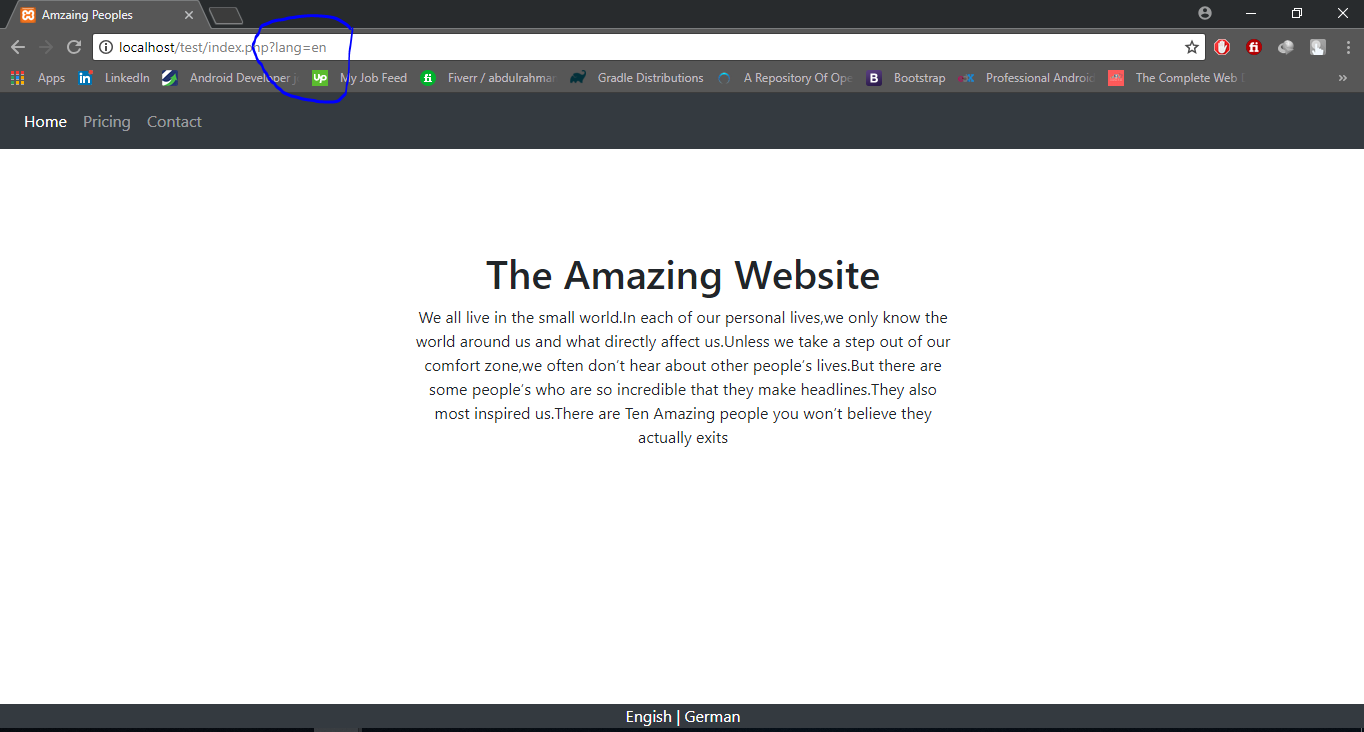 Amzaing Peoples
localhost/test/index.php?lang=en
Apps LinkedIn Android Developer j My Job Feed Fiverr / abdulrahmar Gradle Distributions A Repository Of Ope Bootstrap Professional Androi The Complete Web D
Home Pricing Contact
The Amazing Website
We all live in the small world.In each of our personal lives,we only know the
world around us and what directly affect us.Unless we take a step out of our
comfort zone,we often don't hear about other people's lives.But there are
some people's who are so incredible that they make headlines.They also
most inspired us.There are Ten Amazing people you won't believe they
actually exits
Engish | German